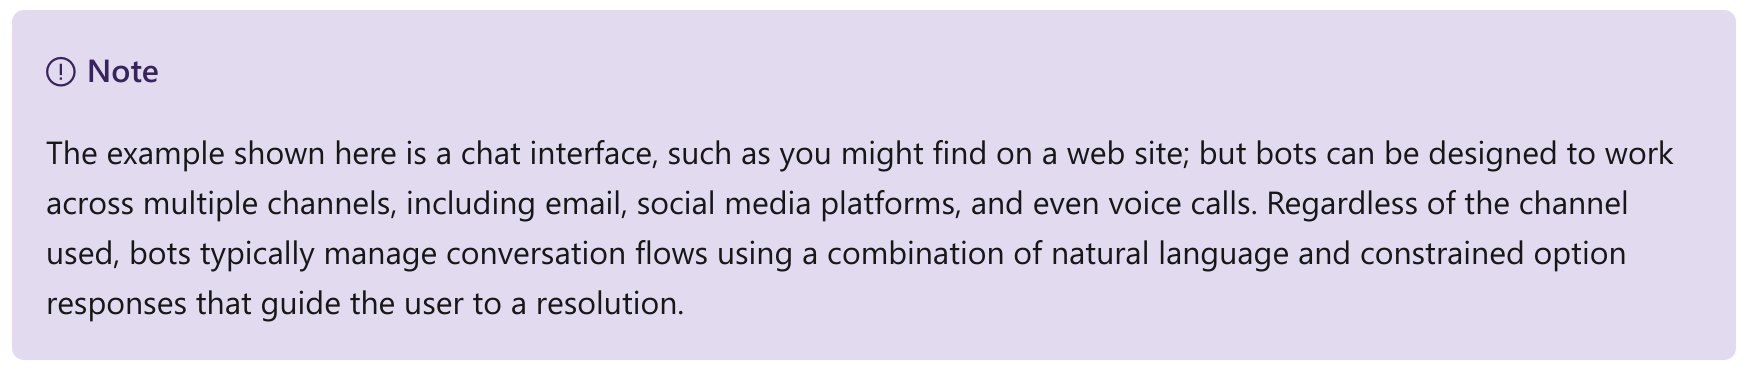 Note
The example shown here is a chat interface, such as you might find on a web site; but bots can be designed to work
across multiple channels, including email, social media platforms, and even voice calls. Regardless of the channel
used, bots typically manage conversation flows using a combination of natural language and constrained option
responses that guide the user to a resolution.